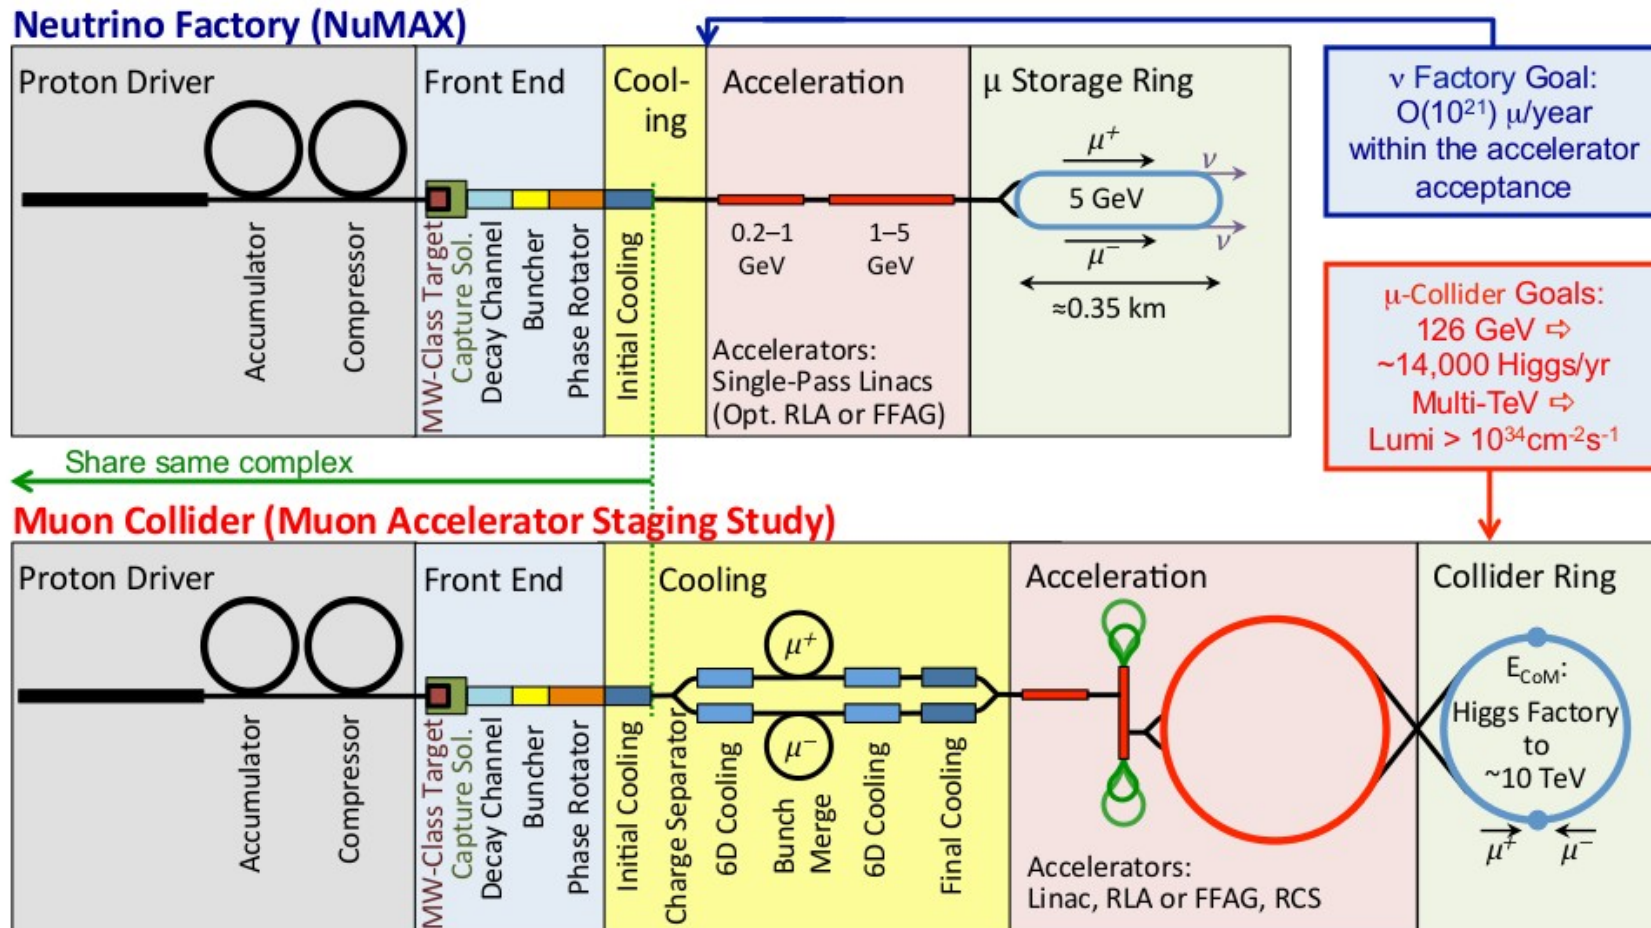 Neutrino Factory (NuMAX)
Proton Driver
Accumulator
Compressor
Front End
MW-Class Target
Capture Sol.
Decay Channel
Buncher
Phase Rotator
Cool-
ing
Initial Cooling
Acceleration
0.2–1
GeV
1–5
GeV
Accelerators:
Single-Pass Linacs
(Opt. RLA or FFAG)
μ Storage Ring
μ⁺
ν
5 GeV
ν
μ⁻
≈0.35 km
ν Factory Goal:
O(10²¹) μ/year
within the accelerator
acceptance
μ-Collider Goals:
126 GeV ⇨
~14,000 Higgs/yr
Multi-TeV ⇨
Lumi > 10³⁴cm⁻²s⁻¹
Share same complex
Muon Collider (Muon Accelerator Staging Study)
Proton Driver
Accumulator
Compressor
Front End
MW-Class Target
Capture Sol.
Decay Channel
Buncher
Phase Rotator
Cooling
Initial Cooling
Charge Separator
6D Cooling
μ⁺
μ⁻
Bunch
Merge
6D Cooling
Final Cooling
Acceleration
Accelerators:
Linac, RLA or FFAG, RCS
Collider Ring
E_CoM:
Higgs Factory
to
~10 TeV
μ⁺
μ⁻